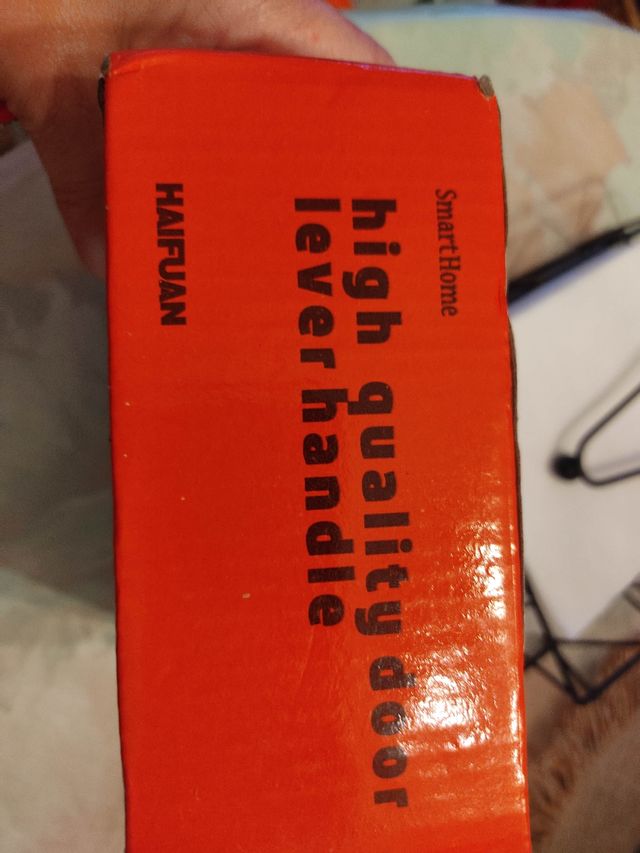 SmartHome
high quality door
lever handle
HAIFUAN